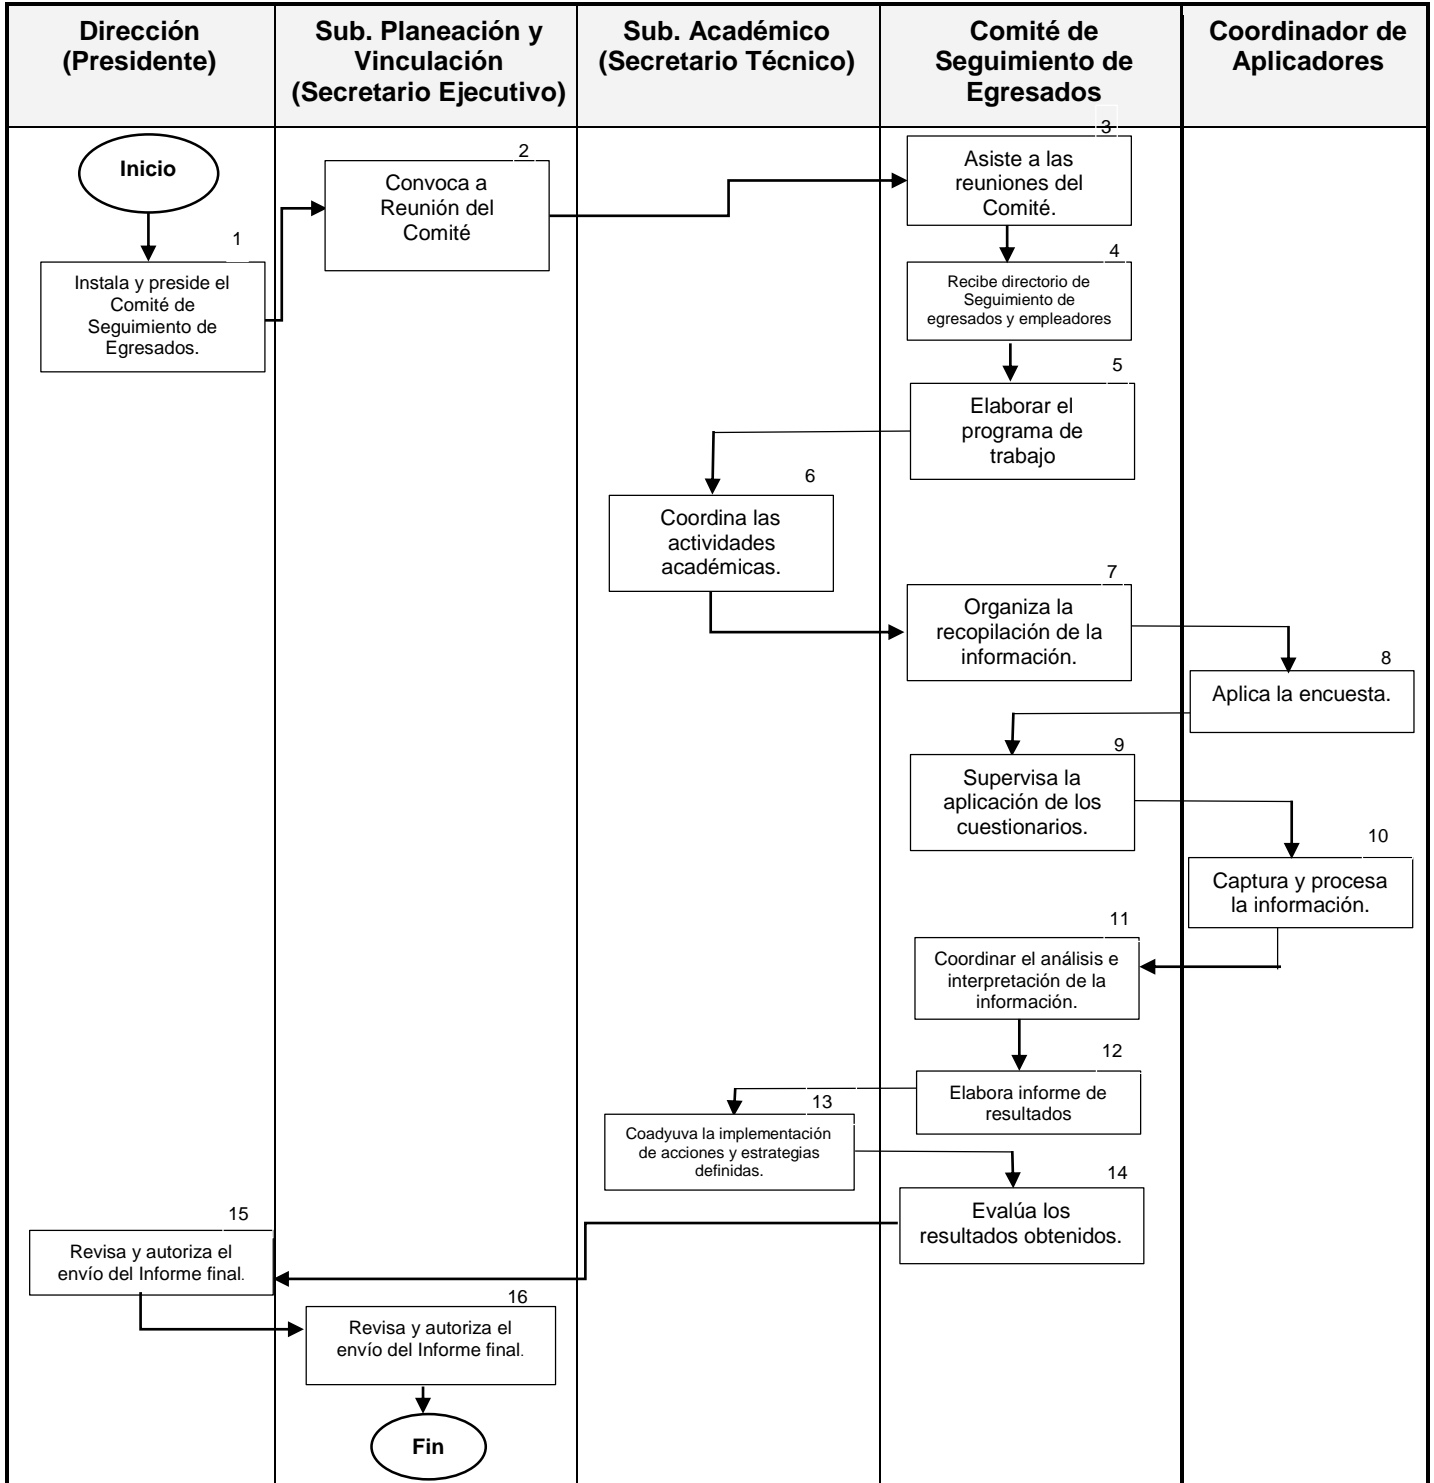 Dirección
(Presidente)
Sub. Planeación y
Vinculación
(Secretario Ejecutivo)
Sub. Académico
(Secretario Técnico)
Comité de
Seguimiento de
Egresados
Coordinador de
Aplicadores
Inicio
1
Instala y preside el
Comité de
Seguimiento de
Egresados.
2
Convoca a
Reunión del
Comité
3
Asiste a las
reuniones del
Comité.
4
Recibe directorio de
Seguimiento de
egresados y empleadores
5
Elaborar el
programa de
trabajo
6
Coordina las
actividades
académicas.
7
Organiza la
recopilación de la
información.
8
Aplica la encuesta.
9
Supervisa la
aplicación de los
cuestionarios.
10
Captura y procesa
la información.
11
Coordinar el análisis e
interpretación de la
información.
12
Elabora informe de
resultados
13
Coadyuva la implementación
de acciones y estrategias
definidas.
14
Evalúa los
resultados obtenidos.
15
Revisa y autoriza el
envío del Informe final.
16
Revisa y autoriza el
envío del Informe final.
Fin